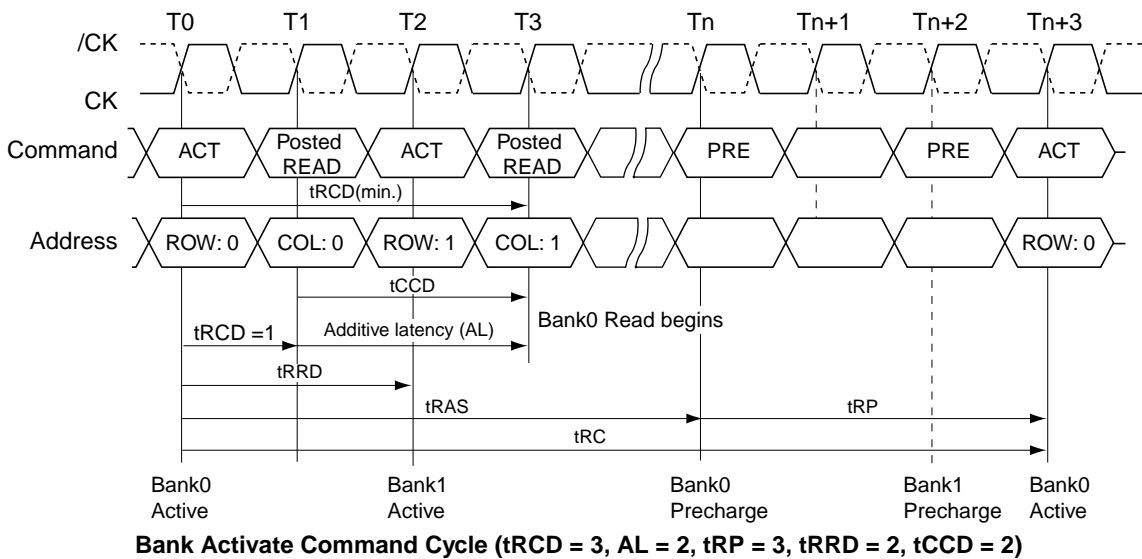 T0 T1 T2 T3 Tn Tn+1 Tn+2 Tn+3
/CK
CK
Command ACT Posted READ ACT Posted READ PRE PRE ACT
tRCD(min.)
Address ROW: 0 COL: 0 ROW: 1 COL: 1 ROW: 0
tCCD
Bank0 Read begins
tRCD =1 Additive latency (AL)
tRRD
tRAS tRP
tRC
Bank0 Active Bank1 Active Bank0 Precharge Bank1 Precharge Bank0 Active
Bank Activate Command Cycle (tRCD = 3, AL = 2, tRP = 3, tRRD = 2, tCCD = 2)